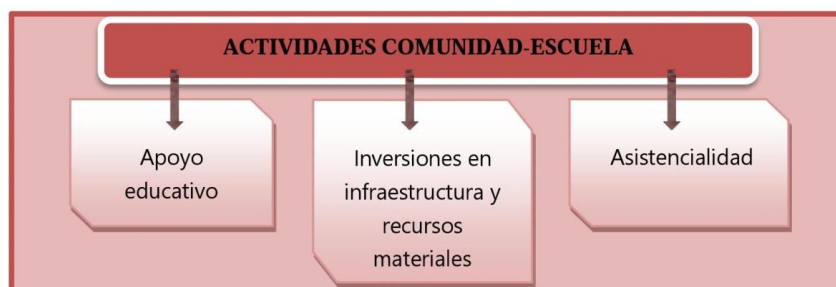 ACTIVIDADES COMUNIDAD-ESCUELA
Apoyo
educativo
Inversiones en
infraestructura y
recursos
materiales
Asistencialidad